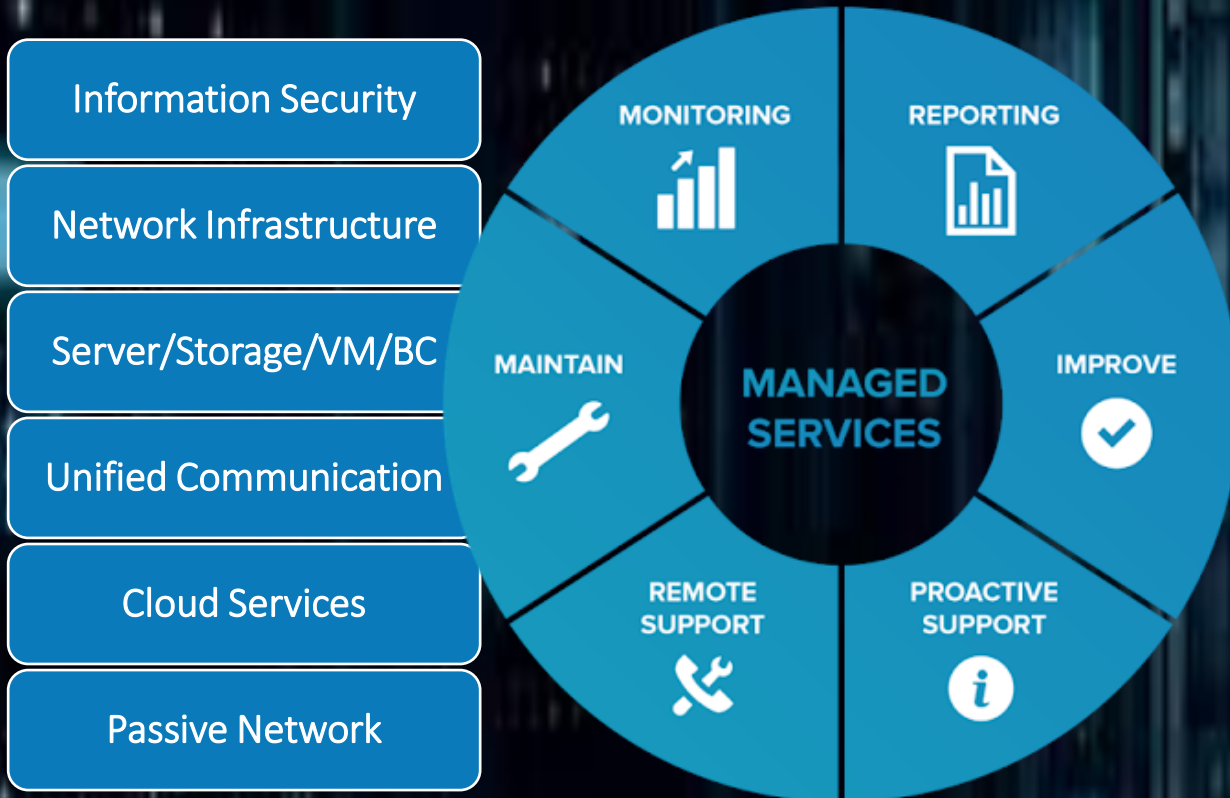 Information Security
Network Infrastructure
Server/Storage/VM/BC
Unified Communication
Cloud Services
Passive Network
MONITORING
REPORTING
MAINTAIN
MANAGED
SERVICES
IMPROVE
REMOTE
SUPPORT
PROACTIVE
SUPPORT
i